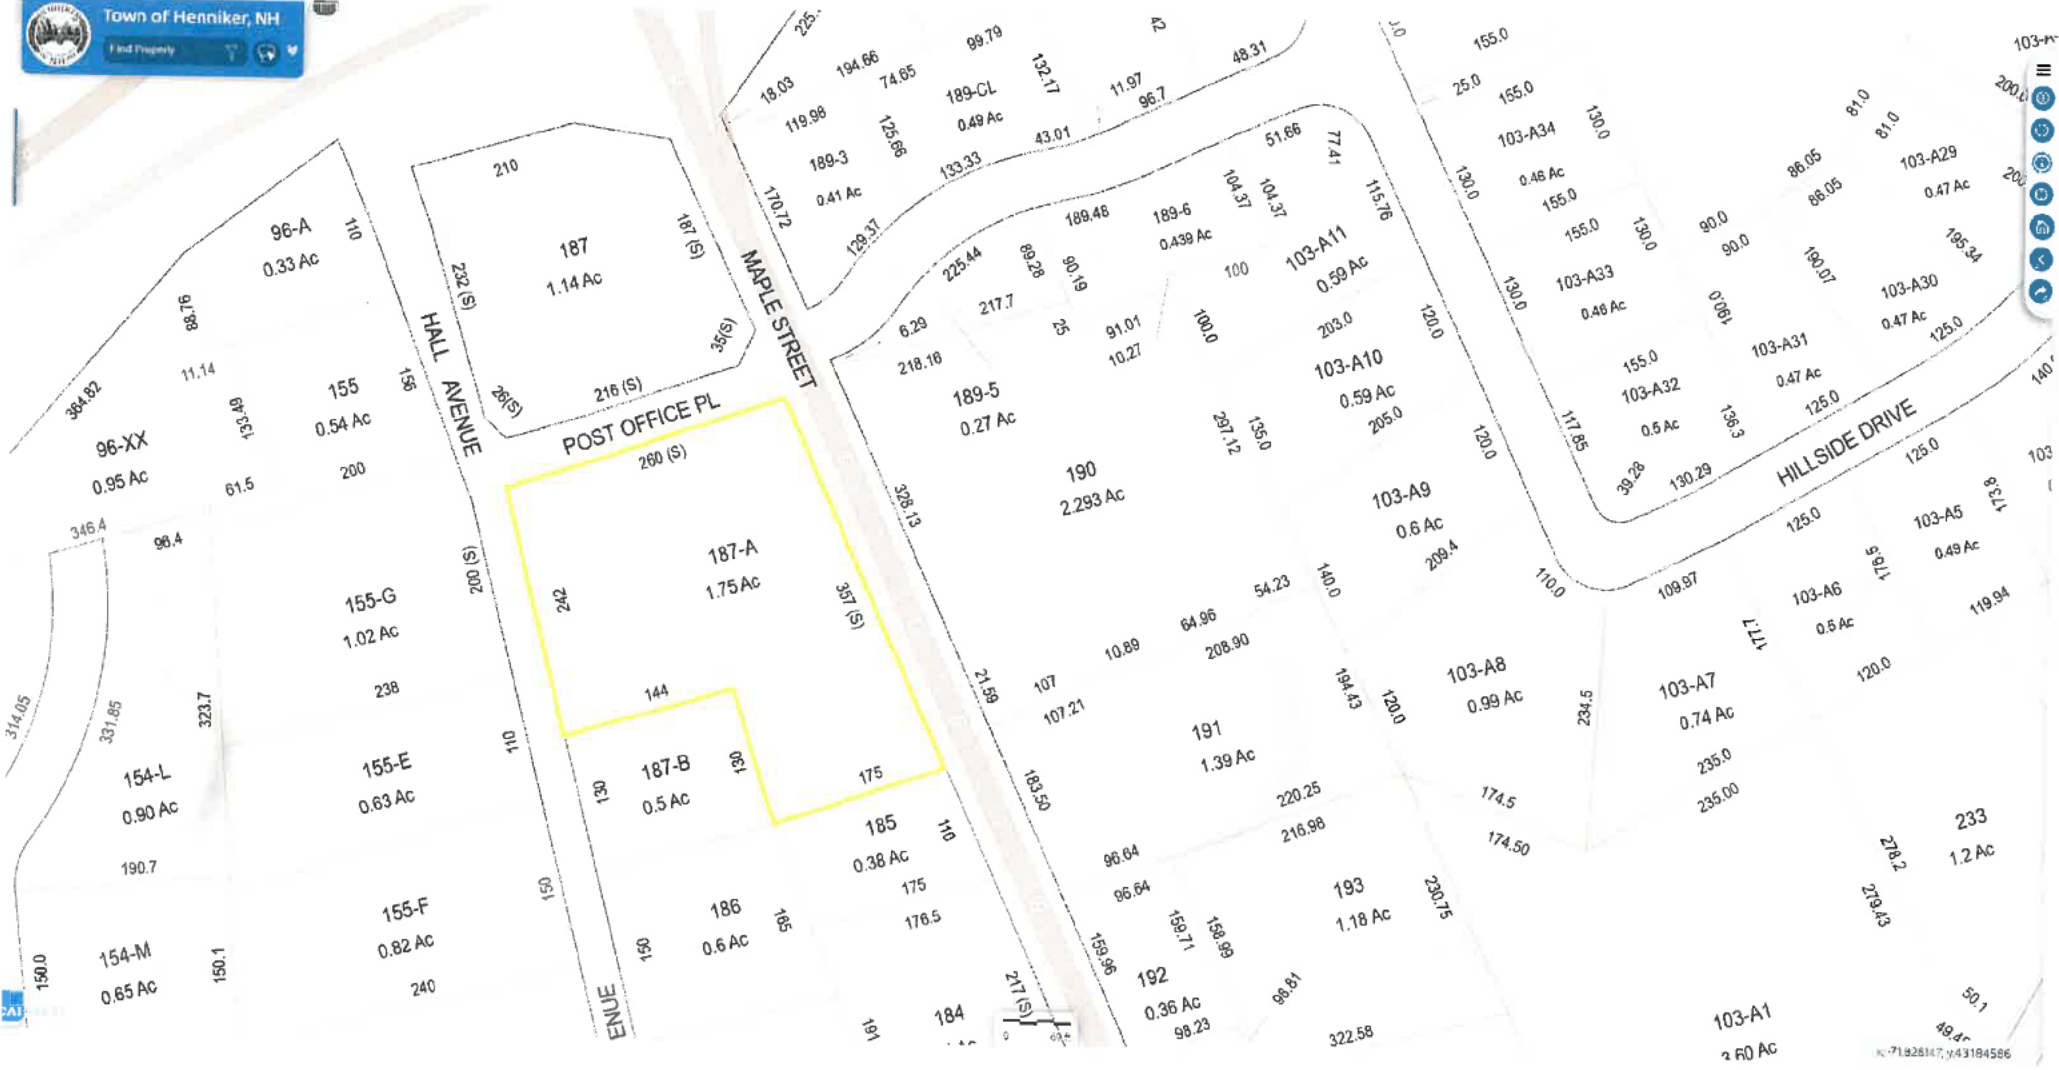 Town of Henniker, NH
Find Property
210
187
1.14 Ac
187 (S)
232 (S)
26(S)
216 (S)
35(S)
96-A
0.33 Ac
110
88.76
364.82
11.14
133.49
155
0.54 Ac
156
200
61.5
96-XX
0.95 Ac
346.4
96.4
HALL AVENUE
MAPLE STREET
POST OFFICE PL
260 (S)
187-A
1.75 Ac
242
357 (S)
144
130
175
200 (S)
155-G
1.02 Ac
238
323.7
314.05
331.85
110
155-E
0.63 Ac
154-L
0.90 Ac
190.7
130
187-B
0.5 Ac
185
0.38 Ac
110
175
176.5
150
155-F
0.82 Ac
240
154-M
0.65 Ac
150.0
150.1
186
0.6 Ac
165
150
ENUE
191
184
217 (S)
18.03
194.66
99.79
42
48.31
119.98
74.65
189-CL
0.49 Ac
132.17
11.97
96.7
125.66
189-3
0.41 Ac
43.01
133.33
170.72
129.37
51.66
77.41
115.76
104.37
104.37
189.48
189-6
0.439 Ac
225.44
89.28
90.19
100
103-A11
0.59 Ac
6.29
217.7
25
91.01
10.27
100.0
203.0
120.0
218.16
189-5
0.27 Ac
103-A10
0.59 Ac
205.0
297.12
135.0
120.0
190
2.293 Ac
328.13
103-A9
0.6 Ac
209.4
140.0
54.23
64.96
208.90
10.89
107
107.21
21.59
191
1.39 Ac
194.43
120.0
103-A8
0.99 Ac
234.5
110.0
183.50
220.25
216.98
174.5
174.50
96.64
96.64
159.71
158.99
193
1.18 Ac
230.75
159.96
192
0.36 Ac
98.23
98.81
322.58
155.0
25.0
155.0
130.0
103-A34
0.46 Ac
155.0
130.0
155.0
130.0
103-A33
0.46 Ac
130.0
155.0
103-A32
0.5 Ac
117.85
39.28
130.29
136.3
190.0
90.0
90.0
86.05
86.05
81.0
81.0
103-A29
0.47 Ac
190.07
195.34
103-A30
0.47 Ac
125.0
103-A31
0.47 Ac
125.0
HILLSIDE DRIVE
125.0
125.0
173.8
103-A5
0.49 Ac
176.5
109.97
103-A6
0.5 Ac
119.94
177.7
120.0
103-A7
0.74 Ac
235.0
235.00
233
1.2 Ac
278.2
279.43
50.1
103-A1
CAI
0